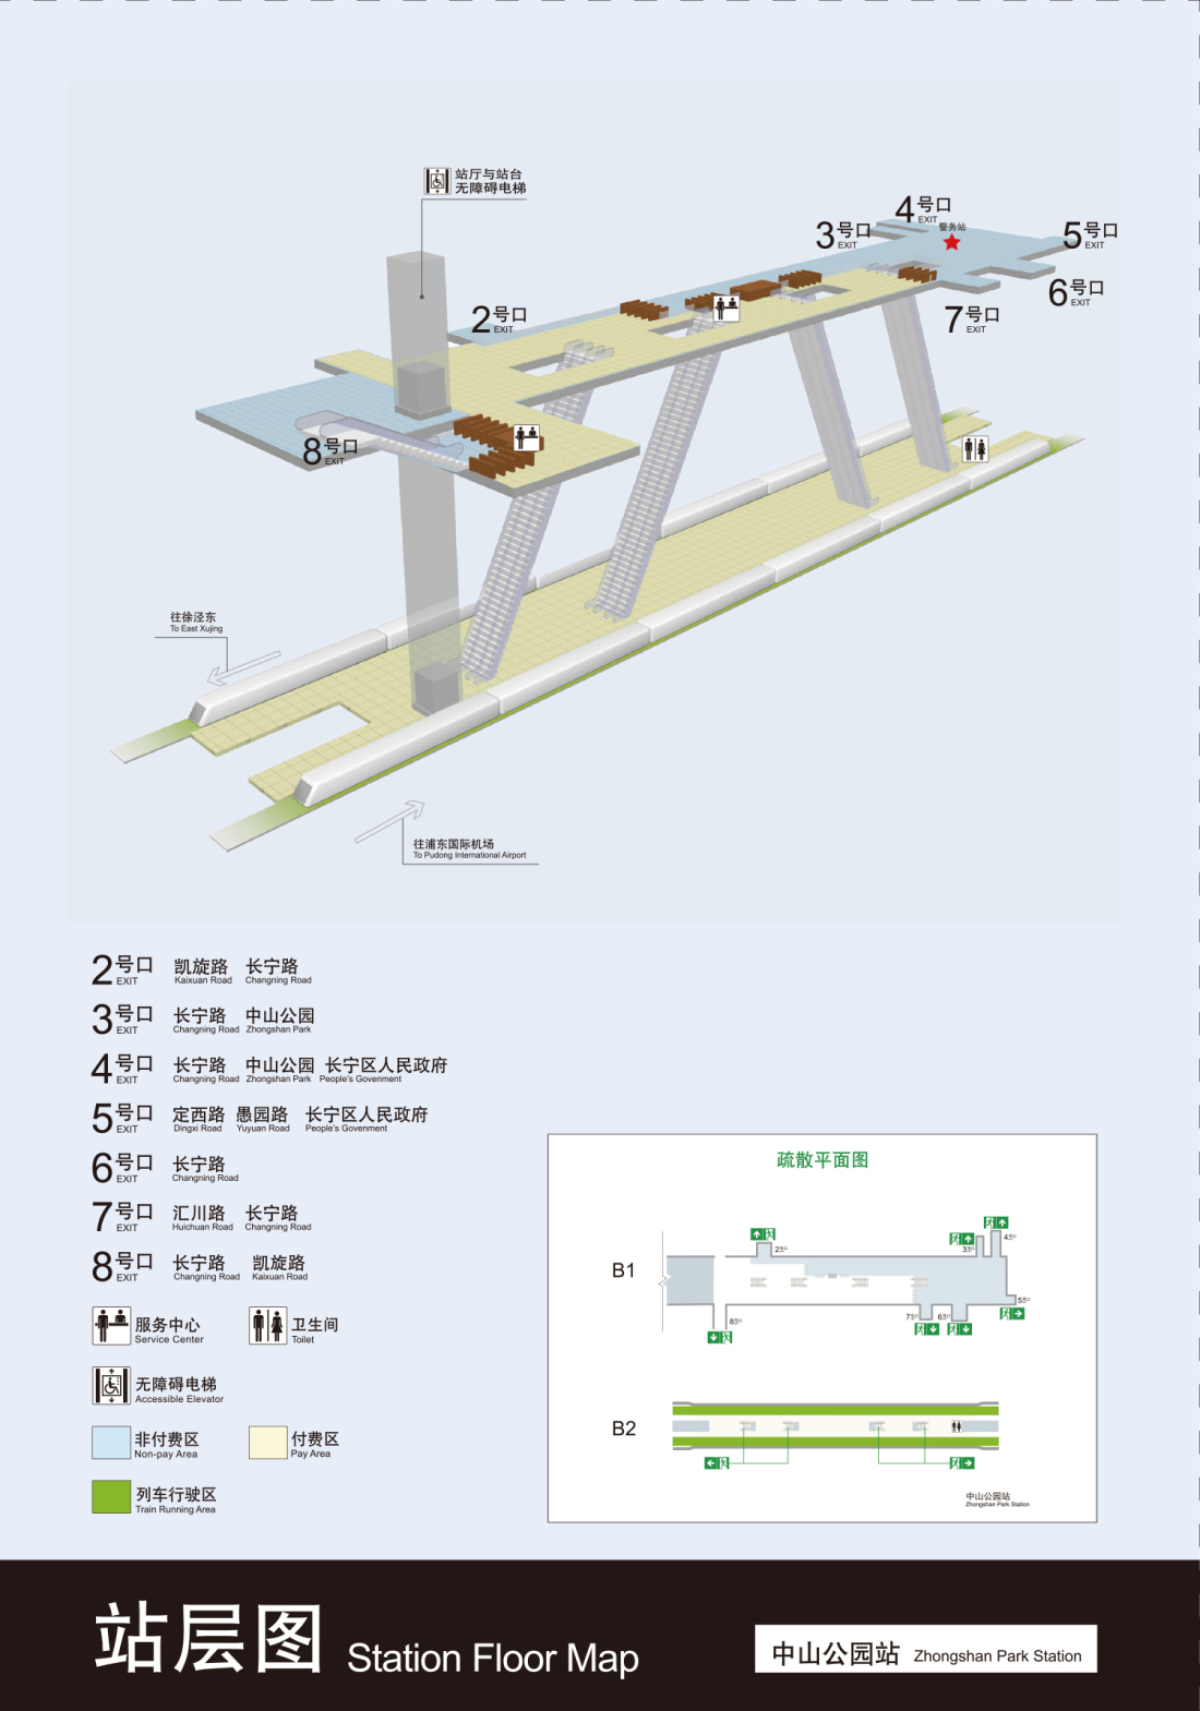 站厅与站台
无障碍电梯
4号口
EXIT
警务站
3号口
EXIT
5号口
EXIT
6号口
EXIT
2号口
EXIT
7号口
EXIT
8号口
EXIT
往徐泾东
To East Xujing
往浦东国际机场
To Pudong International Airport
2号口 凯旋路 长宁路
EXIT Kaixuan Road Changning Road
3号口 长宁路 中山公园
EXIT Changning Road Zhongshan Park
4号口 长宁路 中山公园 长宁区人民政府
EXIT Changning Road Zhongshan Park People's Govenment
5号口 定西路 愚园路 长宁区人民政府
EXIT Dingxi Road Yuyuan Road People's Govenment
6号口 长宁路
EXIT Changning Road
7号口 汇川路 长宁路
EXIT Huichuan Road Changning Road
8号口 长宁路 凯旋路
EXIT Changning Road Kaixuan Road
服务中心 卫生间
Service Center Toilet
无障碍电梯
Accessible Elevator
非付费区 付费区
Non-pay Area Pay Area
列车行驶区
Train Running Area
疏散平面图
B1
2号口
3号口
4号口
5号口
6号口
7号口
8号口
B2
中山公园站
Zhongshan Park Station
站层图 Station Floor Map
中山公园站 Zhongshan Park Station